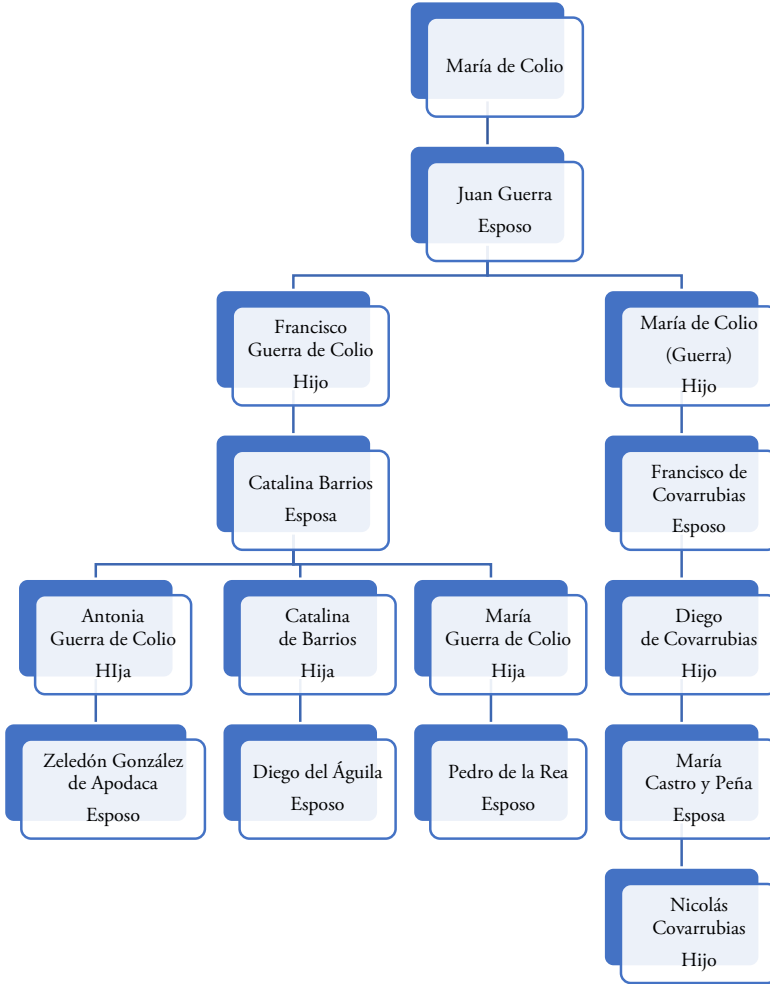 María de Colio
Juan Guerra
Esposo
Francisco
Guerra de Colio
Hijo
María de Colio
(Guerra)
Hijo
Catalina Barrios
Esposa
Francisco de
Covarrubias
Esposo
Antonia
Guerra de Colio
HIja
Catalina
de Barrios
Hija
María
Guerra de Colio
Hija
Diego
de Covarrubias
Hijo
Zeledón González
de Apodaca
Esposo
Diego del Águila
Esposo
Pedro de la Rea
Esposo
María
Castro y Peña
Esposa
Nicolás
Covarrubias
Hijo